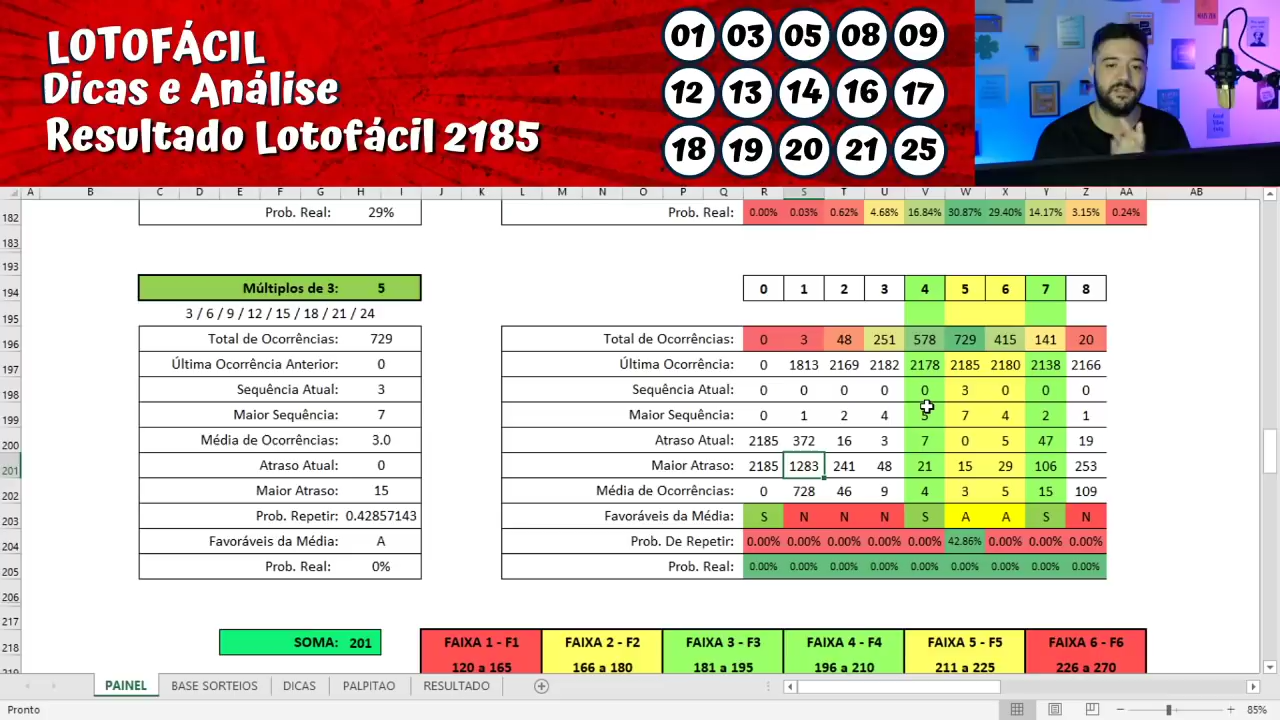 LOTOFÁCIL
Dicas e Análise
Resultado Lotofácil 2185
01 03 05 08 09
12 13 14 16 17
18 19 20 21 25
A B C D E F G H I J K L M N O P Q R S T U V W X Y Z AA AB
182 Prob. Real: 29% Prob. Real: 0.00% 0.03% 0.62% 4.68% 16.84% 30.87% 29.40% 14.17% 3.15% 0.24%
183
193
194 Múltiplos de 3: 5 0 1 2 3 4 5 6 7 8
195 3 / 6 / 9 / 12 / 15 / 18 / 21 / 24
196 Total de Ocorrências: 729 Total de Ocorrências: 0 3 48 251 578 729 415 141 20
197 Última Ocorrência Anterior: 0 Última Ocorrência: 0 1813 2169 2182 2178 2185 2180 2138 2166
198 Sequência Atual: 3 Sequência Atual: 0 0 0 0 0 3 0 0 0
199 Maior Sequência: 7 Maior Sequência: 0 1 2 4 5 7 4 2 1
200 Média de Ocorrências: 3.0 Atraso Atual: 2185 372 16 3 7 0 5 47 19
201 Atraso Atual: 0 Maior Atraso: 2185 1283 241 48 21 15 29 106 253
202 Maior Atraso: 15 Média de Ocorrências: 0 728 46 9 4 3 5 15 109
203 Prob. Repetir: 0.42857143 Favoráveis da Média: S N N N S A A S N
204 Favoráveis da Média: A Prob. De Repetir: 0.00% 0.00% 0.00% 0.00% 0.00% 42.86% 0.00% 0.00% 0.00%
205 Prob. Real: 0% Prob. Real: 0.00% 0.00% 0.00% 0.00% 0.00% 0.00% 0.00% 0.00% 0.00%
206
217
218 SOMA: 201 FAIXA 1 - F1 FAIXA 2 - F2 FAIXA 3 - F3 FAIXA 4 - F4 FAIXA 5 - F5 FAIXA 6 - F6
120 a 165 166 a 180 181 a 195 196 a 210 211 a 225 226 a 270
PAINEL BASE SORTEIOS DICAS PALPITAO RESULTADO
Pronto 85%